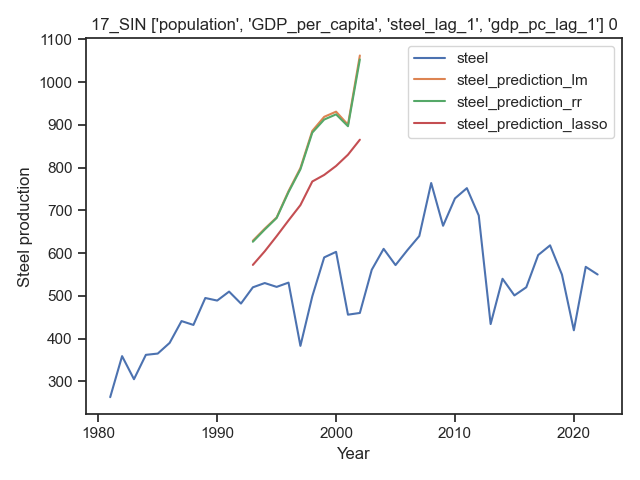 17_SIN ['population', 'GDP_per_capita', 'steel_lag_1', 'gdp_pc_lag_1'] 0
steel
steel_prediction_lm
steel_prediction_rr
steel_prediction_lasso
Steel production
1100
1000
900
800
700
600
500
400
300
1980
1990
2000
2010
2020
Year